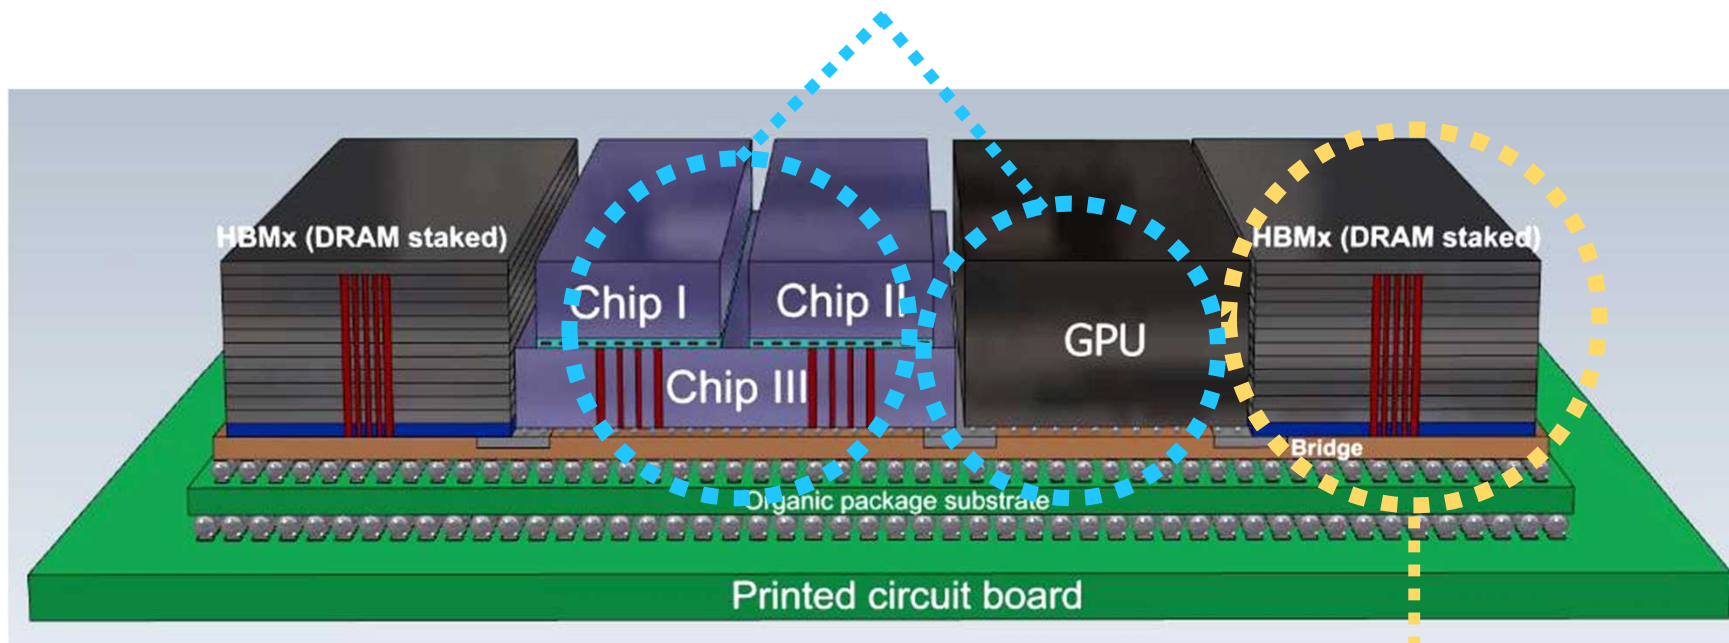 HBMx (DRAM staked)
HBMx (DRAM staked)
Chip I
Chip II
GPU
Chip III
Bridge
Organic package substrate
Printed circuit board